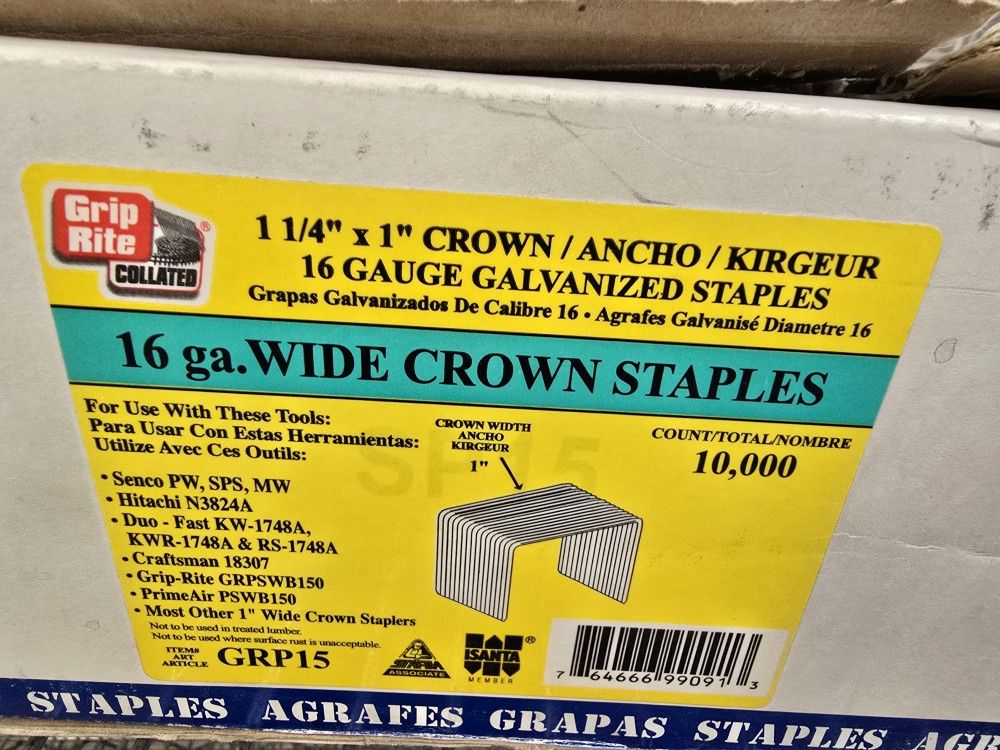 Grip
Rite
®
COLLATED
1 1/4" x 1" CROWN / ANCHO / KIRGEUR
16 GAUGE GALVANIZED STAPLES
Grapas Galvanizados De Calibre 16 • Agrafes Galvanisé Diametre 16
16 ga.WIDE CROWN STAPLES
For Use With These Tools:
Para Usar Con Estas Herramientas:
Utilize Avec Ces Outils:
• Senco PW, SPS, MW
• Hitachi N3824A
• Duo - Fast KW-1748A,
KWR-1748A & RS-1748A
• Craftsman 18307
• Grip-Rite GRPSWB150
• PrimeAir PSWB150
• Most Other 1" Wide Crown Staplers
Not to be used in treated lumber.
Not to be used where surface rust is unacceptable.
ITEM#
ART
ARTICLE
GRP15
CROWN WIDTH
ANCHO
KIRGEUR
1"
COUNT/TOTAL/NOMBRE
10,000
STAFDA
ASSOCIATE
ISANTA
®
MEMBER
7 64666 99091 3
STAPLES AGRAFES GRAPAS STAPLES AGR